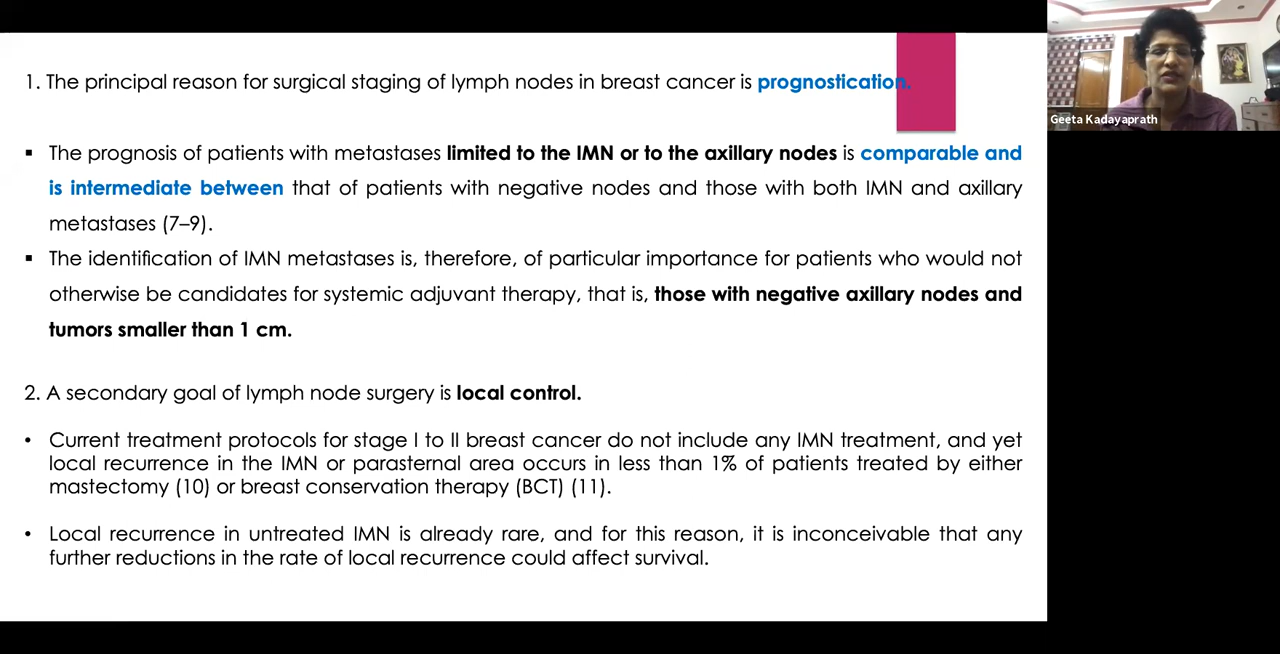 1. The principal reason for surgical staging of lymph nodes in breast cancer is prognostication.
Geeta Kadayaprath
▪ The prognosis of patients with metastases limited to the IMN or to the axillary nodes is comparable and
is intermediate between that of patients with negative nodes and those with both IMN and axillary
metastases (7–9).
▪ The identification of IMN metastases is, therefore, of particular importance for patients who would not
otherwise be candidates for systemic adjuvant therapy, that is, those with negative axillary nodes and
tumors smaller than 1 cm.
2. A secondary goal of lymph node surgery is local control.
• Current treatment protocols for stage I to II breast cancer do not include any IMN treatment, and yet
local recurrence in the IMN or parasternal area occurs in less than 1% of patients treated by either
mastectomy (10) or breast conservation therapy (BCT) (11).
• Local recurrence in untreated IMN is already rare, and for this reason, it is inconceivable that any
further reductions in the rate of local recurrence could affect survival.